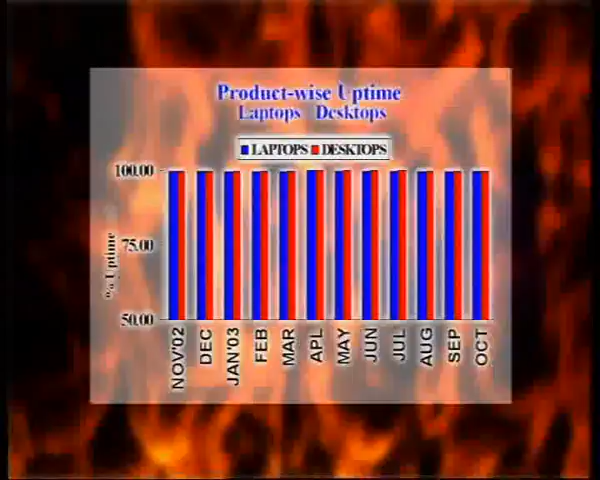 Product-wise Uptime
Laptops Desktops
LAPTOPS DESKTOPS
100.00
75.00
50.00
% Uptime
NOV'02
DEC
JAN'03
FEB
MAR
APL
MAY
JUN
JUL
AUG
SEP
OCT